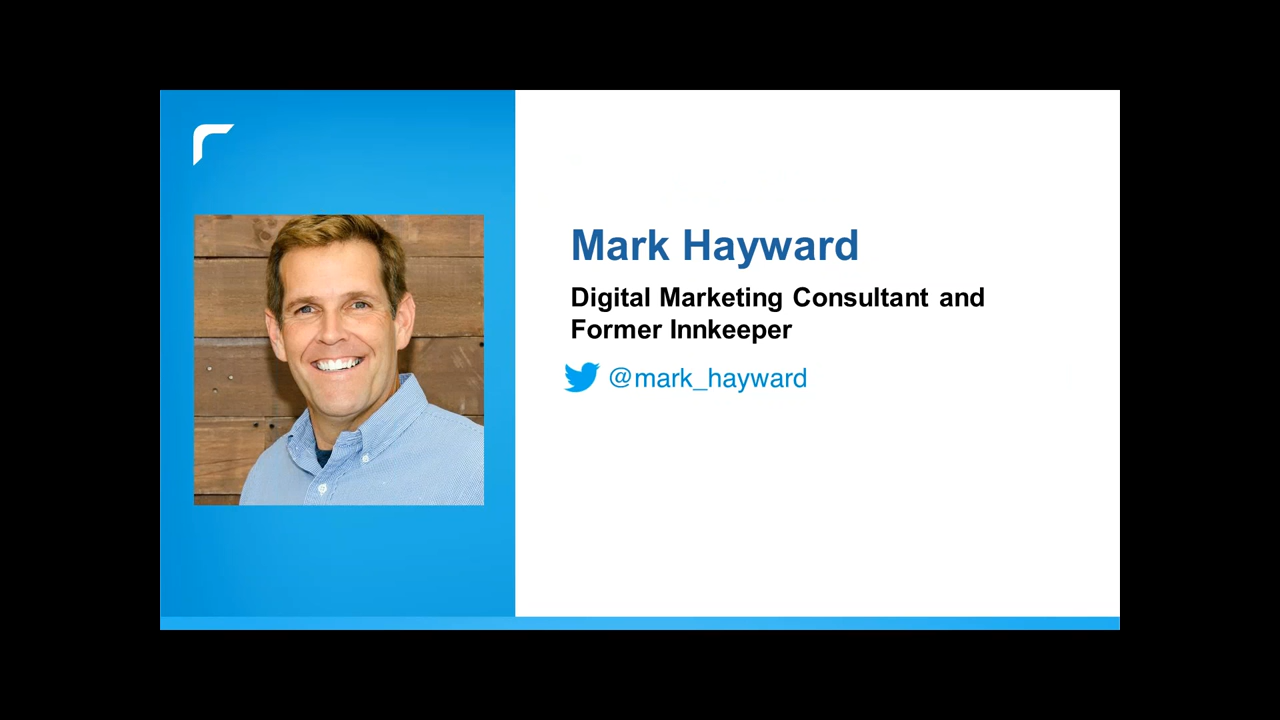 Mark Hayward
Digital Marketing Consultant and
Former Innkeeper
@mark_hayward